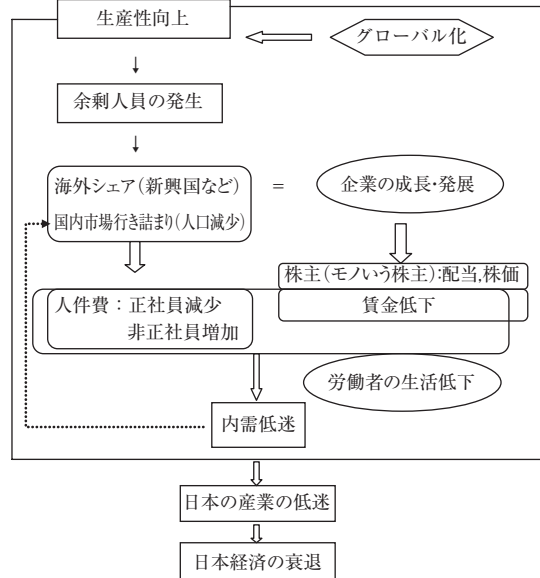 生産性向上
グローバル化
余剰人員の発生
海外シェア(新興国など)
=
企業の成長・発展
国内市場行き詰まり(人口減少)
株主(モノいう株主):配当,株価
人件費:正社員減少
賃金低下
非正社員増加
労働者の生活低下
内需低迷
日本の産業の低迷
日本経済の衰退